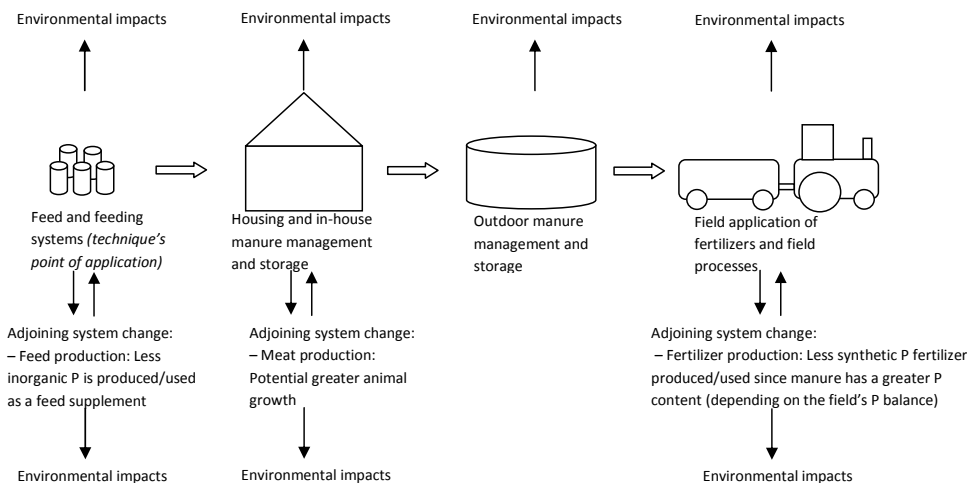 Environmental impacts
Environmental impacts
Environmental impacts
Environmental impacts
Feed and feeding
systems (technique's
point of application)
Housing and in-house
manure management
and storage
Outdoor manure
management and
storage
Field application of
fertilizers and field
processes
Adjoining system change:
– Feed production: Less
inorganic P is produced/used
as a feed supplement
Adjoining system change:
– Meat production:
Potential greater animal
growth
Adjoining system change:
– Fertilizer production: Less synthetic P fertilizer
produced/used since manure has a greater P
content (depending on the field's P balance)
Environmental impacts
Environmental impacts
Environmental impacts